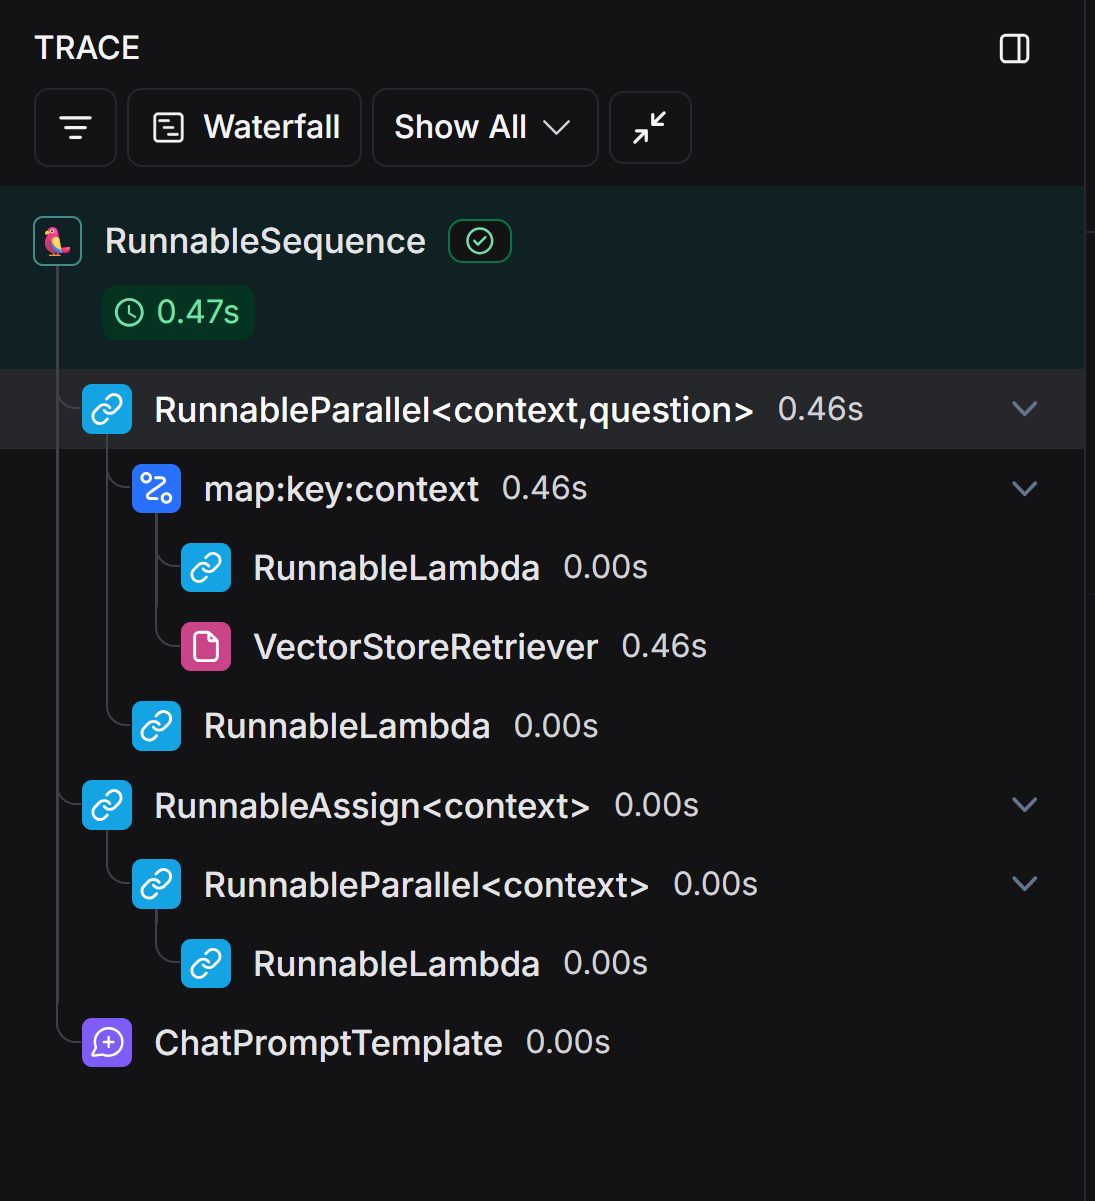 TRACE
Waterfall
Show All
RunnableSequence
0.47s
RunnableParallel<context,question> 0.46s
map:key:context 0.46s
RunnableLambda 0.00s
VectorStoreRetriever 0.46s
RunnableLambda 0.00s
RunnableAssign<context> 0.00s
RunnableParallel<context> 0.00s
RunnableLambda 0.00s
ChatPromptTemplate 0.00s